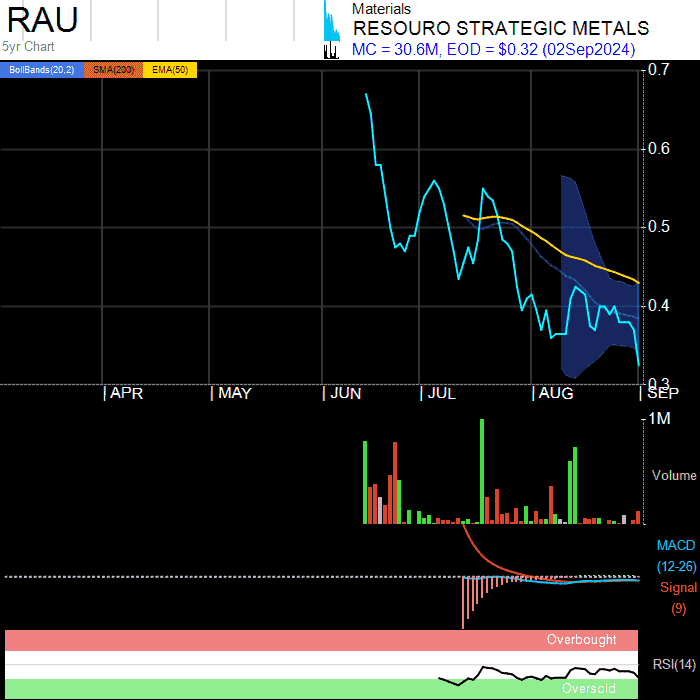 RAU
5yr Chart
Materials
RESOURO STRATEGIC METALS
MC = 30.6M, EOD = $0.32 (02Sep2024)
BollBands(20,2) SMA(200) EMA(50)
0.7
0.6
0.5
0.4
0.3
APR MAY JUN JUL AUG SEP
1M
Volume
MACD
(12-26)
Signal
(9)
Overbought
RSI(14)
Oversold